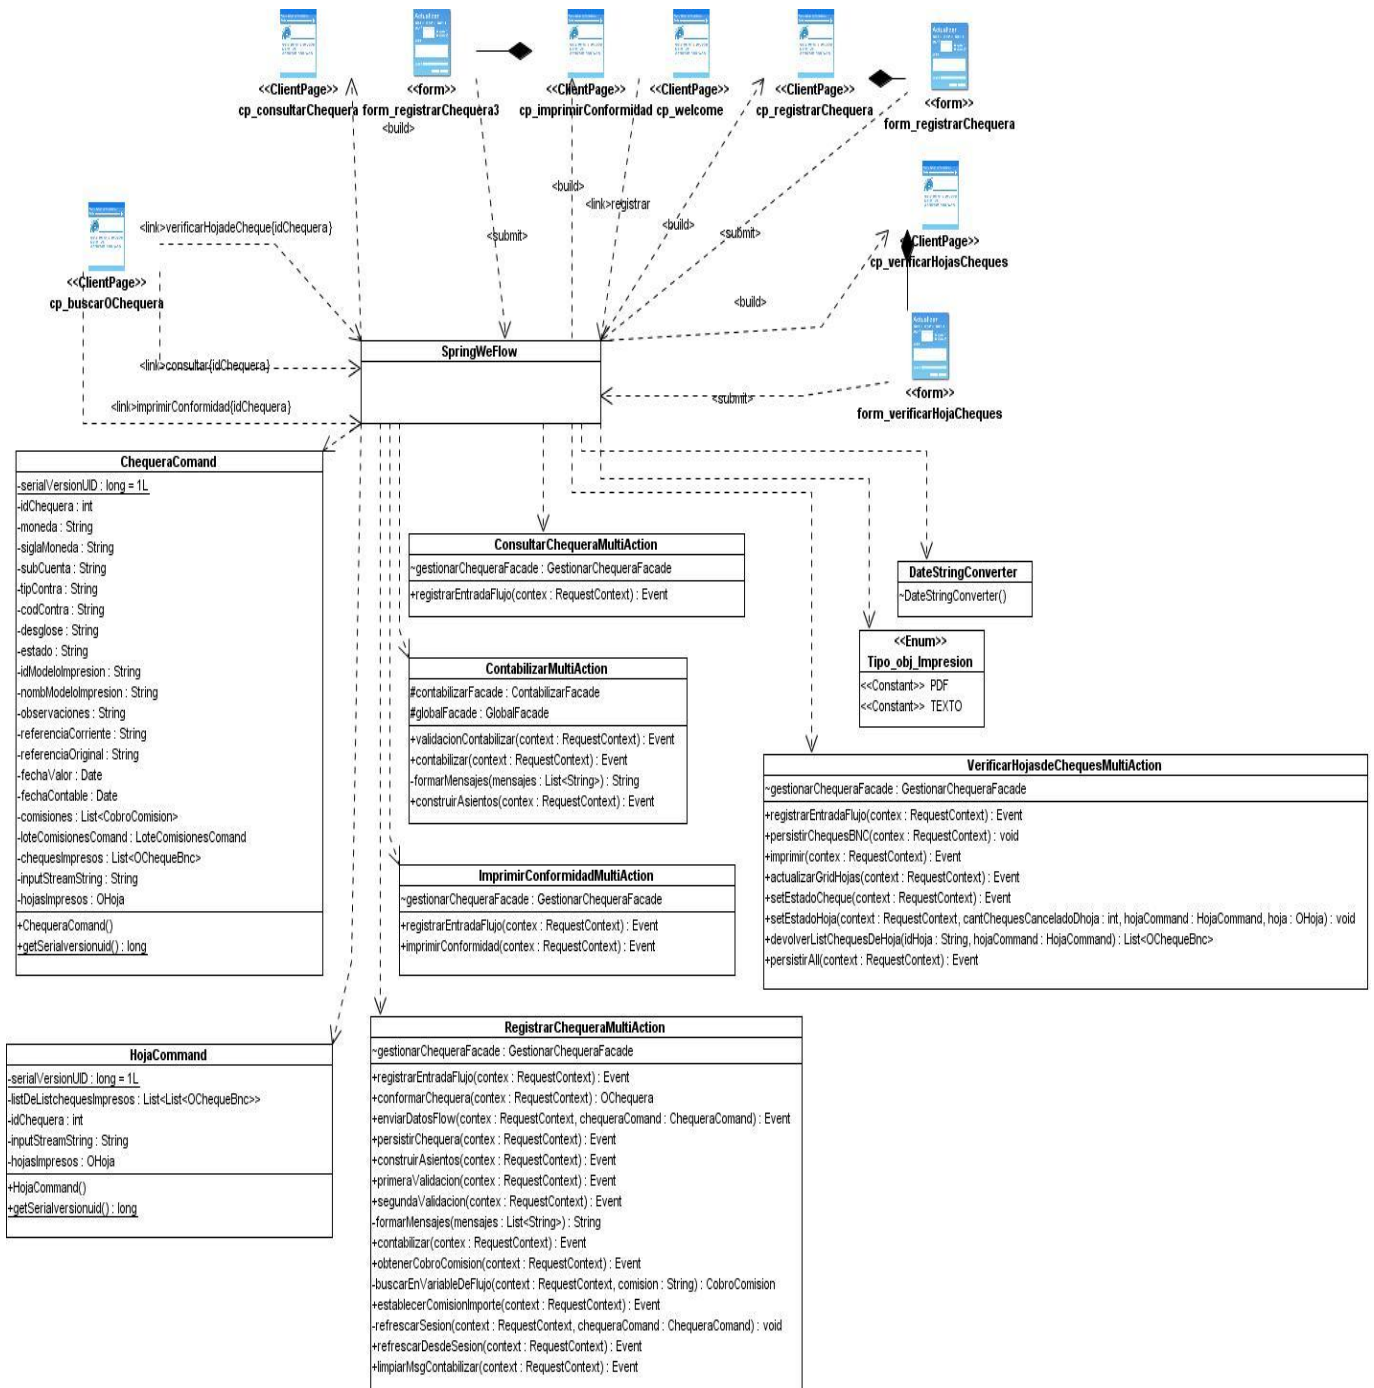 <<ClientPage>>
cp_consultarChequera
<<form>>
form_registrarChequera3
<<ClientPage>>
cp_imprimirConformidad
cp_welcome
<<ClientPage>>
<<ClientPage>>
cp_registrarChequera
Actualizar
<<form>>
form_registrarChequera
<build>
<build>
<link>registrar
<submit>
<build>
<submit>
<<ClientPage>>
cp_verificarHojasCheques
<build>
<link>verificarHojadeCheque{idChequera}
<<ClientPage>>
cp_buscarOChequera
<link>consultar{idChequera}
<link>imprimirConformidad{idChequera}
SpringWeFlow
<submit>
Actualizar
<<form>>
form_verificarHojaCheques
ChequeraComand
-serialVersionUID : long = 1L
-idChequera : int
-moneda : String
-siglaMoneda : String
-subCuenta : String
-tipContra : String
-codContra : String
-desglose : String
-estado : String
-idModeloImpresion : String
-nombModeloImpresion : String
-observaciones : String
-referenciaCorriente : String
-referenciaOriginal : String
-fechaValor : Date
-fechaContable : Date
-comisiones : List<CobroComision>
-loteComisionesComand : LoteComisionesComand
-chequesImpresos : List<OChequeBnc>
-inputStreamString : String
-hojasImpresos : OHoja
+ChequeraComand()
+getSerialversionuid() : long
ConsultarChequeraMultiAction
~gestionarChequeraFacade : GestionarChequeraFacade
+registrarEntradaFlujo(contex : RequestContext) : Event
DateStringConverter
~DateStringConverter()
<<Enum>>
Tipo_obj_Impresion
<<Constant>> PDF
<<Constant>> TEXTO
ContabilizarMultiAction
#contabilizarFacade : ContabilizarFacade
#globalFacade : GlobalFacade
+validacionContabilizar(context : RequestContext) : Event
+contabilizar(context : RequestContext) : Event
-formarMensajes(mensajes : List<String>) : String
+construirAsientos(context : RequestContext) : Event
VerificarHojasdeChequesMultiAction
~gestionarChequeraFacade : GestionarChequeraFacade
+registrarEntradaFlujo(contex : RequestContext) : Event
+persistirChequesBNC(contex : RequestContext) : void
+imprimir(contex : RequestContext) : Event
+actualizarGridHojas(context : RequestContext) : Event
+setEstadoCheque(context : RequestContext) : Event
+setEstadoHoja(context : RequestContext, cantChequesCanceladoDhoja : int, hojaCommand : HojaCommand, hoja : OHoja) : void
+devolverListChequesDeHoja(idHoja : String, hojaCommand : HojaCommand) : List<OChequeBnc>
+persistirAll(context : RequestContext) : Event
ImprimirConformidadMultiAction
~gestionarChequeraFacade : GestionarChequeraFacade
+registrarEntradaFlujo(contex : RequestContext) : Event
+imprimirConformidad(contex : RequestContext) : Event
HojaCommand
-serialVersionUID : long = 1L
-listDeListchequesImpresos : List<List<OChequeBnc>>
-idChequera : int
-inputStreamString : String
-hojasImpresos : OHoja
+HojaCommand()
+getSerialversionuid() : long
RegistrarChequeraMultiAction
~gestionarChequeraFacade : GestionarChequeraFacade
+registrarEntradaFlujo(contex : RequestContext) : Event
+conformarChequera(contex : RequestContext) : OChequera
+enviarDatosFlow(contex : RequestContext, chequeraComand : ChequeraComand) : Event
+persistirChequera(contex : RequestContext) : Event
+construirAsientos(contex : RequestContext) : Event
+primeraValidacion(contex : RequestContext) : Event
+segundaValidacion(contex : RequestContext) : Event
-formarMensajes(mensajes : List<String>) : String
+contabilizar(contex : RequestContext) : Event
+obtenerCobroComision(context : RequestContext) : Event
-buscarEnVariableDeFlujo(context : RequestContext, comision : String) : CobroComision
+establecerComisionImporte(context : RequestContext) : Event
-refrescarSesion(context : RequestContext, chequeraComand : ChequeraComand) : void
+refrescarDesdeSesion(context : RequestContext) : Event
+limpiarMsgContabilizar(context : RequestContext) : Event